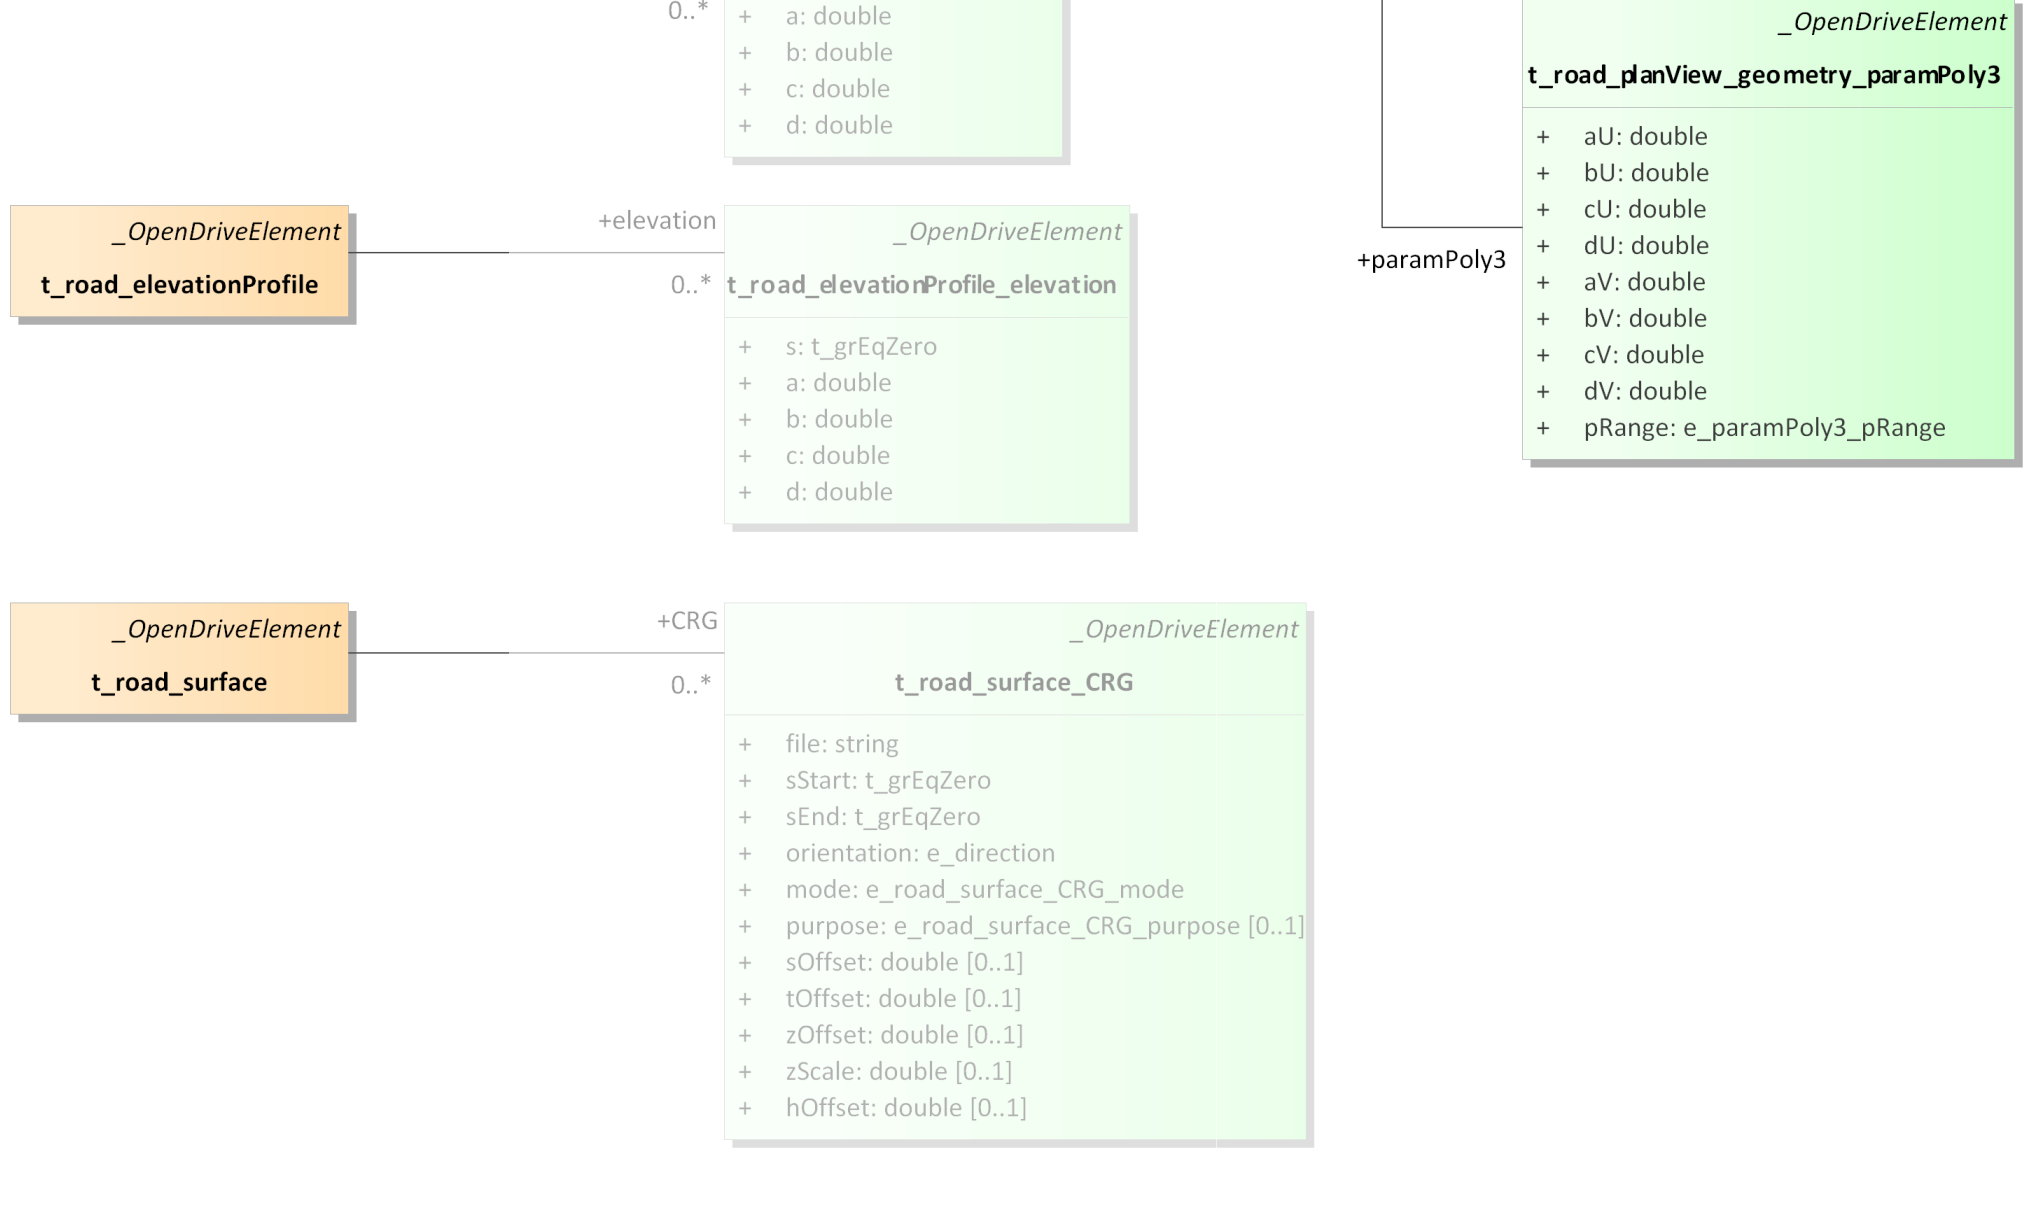 0..*
+ a: double
+ b: double
+ c: double
+ d: double
_OpenDriveElement
t_road_planView_geometry_paramPoly3
+ aU: double
+ bU: double
+ cU: double
+ dU: double
+ aV: double
+ bV: double
+ cV: double
+ dV: double
+ pRange: e_paramPoly3_pRange
+paramPoly3
_OpenDriveElement
t_road_elevationProfile
+elevation
0..*
_OpenDriveElement
t_road_elevationProfile_elevation
+ s: t_grEqZero
+ a: double
+ b: double
+ c: double
+ d: double
_OpenDriveElement
t_road_surface
+CRG
0..*
_OpenDriveElement
t_road_surface_CRG
+ file: string
+ sStart: t_grEqZero
+ sEnd: t_grEqZero
+ orientation: e_direction
+ mode: e_road_surface_CRG_mode
+ purpose: e_road_surface_CRG_purpose [0..1]
+ sOffset: double [0..1]
+ tOffset: double [0..1]
+ zOffset: double [0..1]
+ zScale: double [0..1]
+ hOffset: double [0..1]